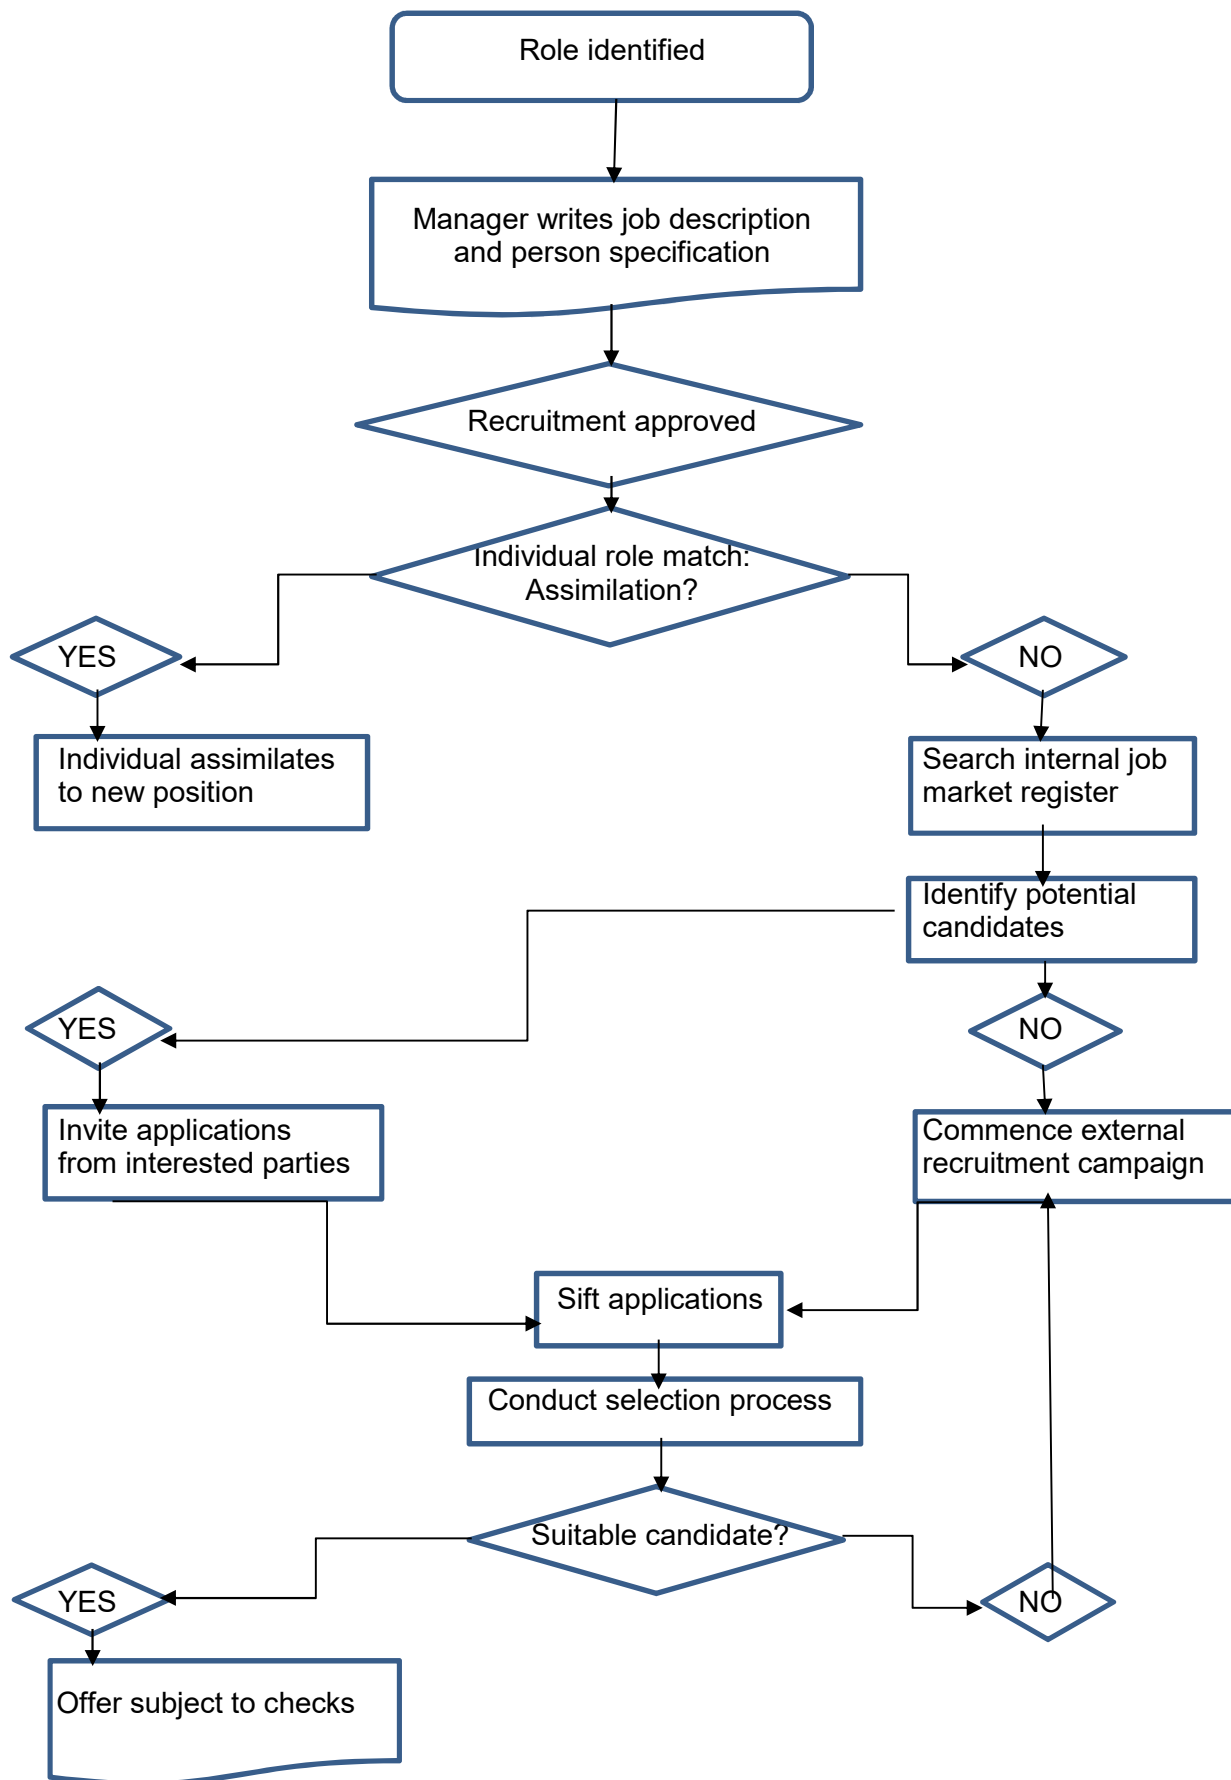 Role identified
Manager writes job description
and person specification
Recruitment approved
Individual role match:
Assimilation?
YES
NO
Individual assimilates
to new position
Search internal job
market register
Identify potential
candidates
YES
NO
Invite applications
from interested parties
Commence external
recruitment campaign
Sift applications
Conduct selection process
Suitable candidate?
YES
NO
Offer subject to checks